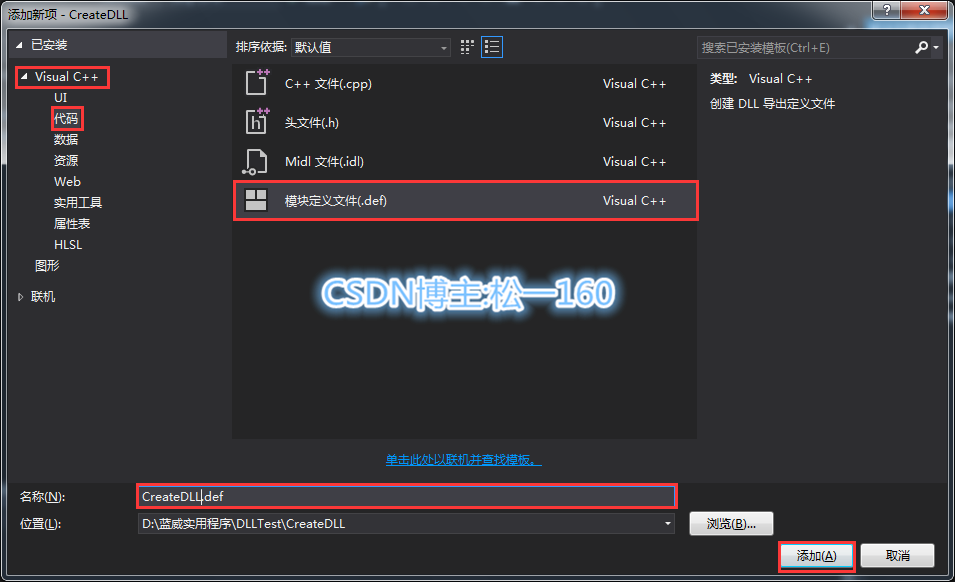 添加新项 - CreateDLL
已安装
Visual C++
UI
代码
数据
资源
Web
实用工具
属性表
HLSL
图形
联机
排序依据: 默认值
C++ 文件(.cpp) Visual C++
头文件(.h) Visual C++
Midl 文件(.idl) Visual C++
模块定义文件(.def) Visual C++
CSDN博主:松一160
单击此处以联机并查找模板。
搜索已安装模板(Ctrl+E)
类型: Visual C++
创建 DLL 导出定义文件
名称(N): CreateDLL.def
位置(L): D:\蓝威实用程序\DLLTest\CreateDLL
浏览(B)...
添加(A) 取消